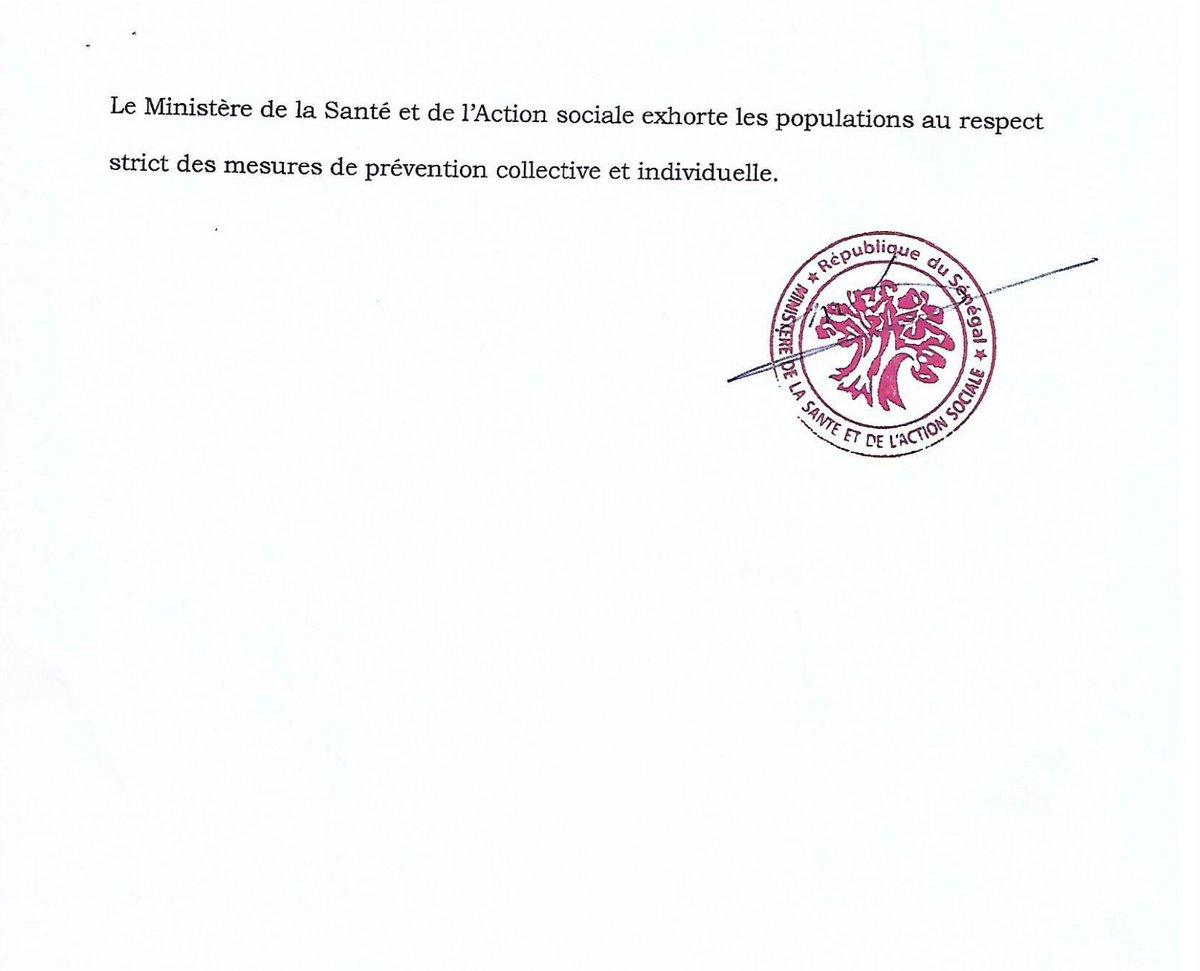 Le Ministère de la Santé et de l'Action sociale exhorte les populations au respect
strict des mesures de prévention collective et individuelle.
★ République du Sénégal ★
MINISTÈRE DE LA SANTE ET DE L'ACTION SOCIALE